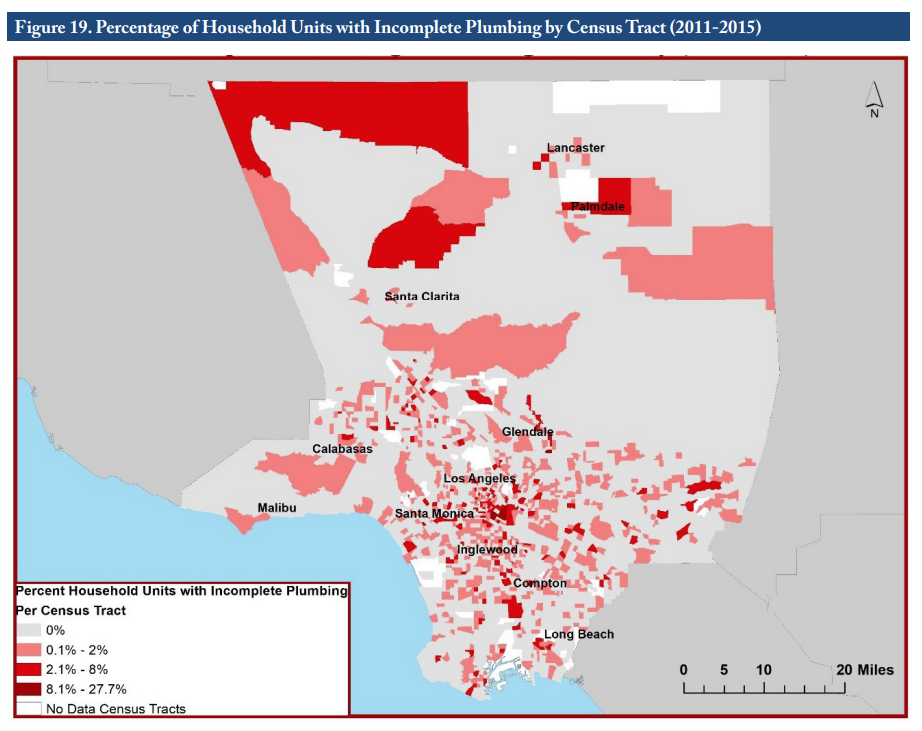 Figure 19. Percentage of Household Units with Incomplete Plumbing by Census Tract (2011-2015)
N
Lancaster
Palmdale
Santa Clarita
Glendale
Calabasas
Los Angeles
Malibu
Santa Monica
Inglewood
Compton
Long Beach
Percent Household Units with Incomplete Plumbing
Per Census Tract
0%
0.1% - 2%
2.1% - 8%
8.1% - 27.7%
No Data Census Tracts
0 5 10 20 Miles